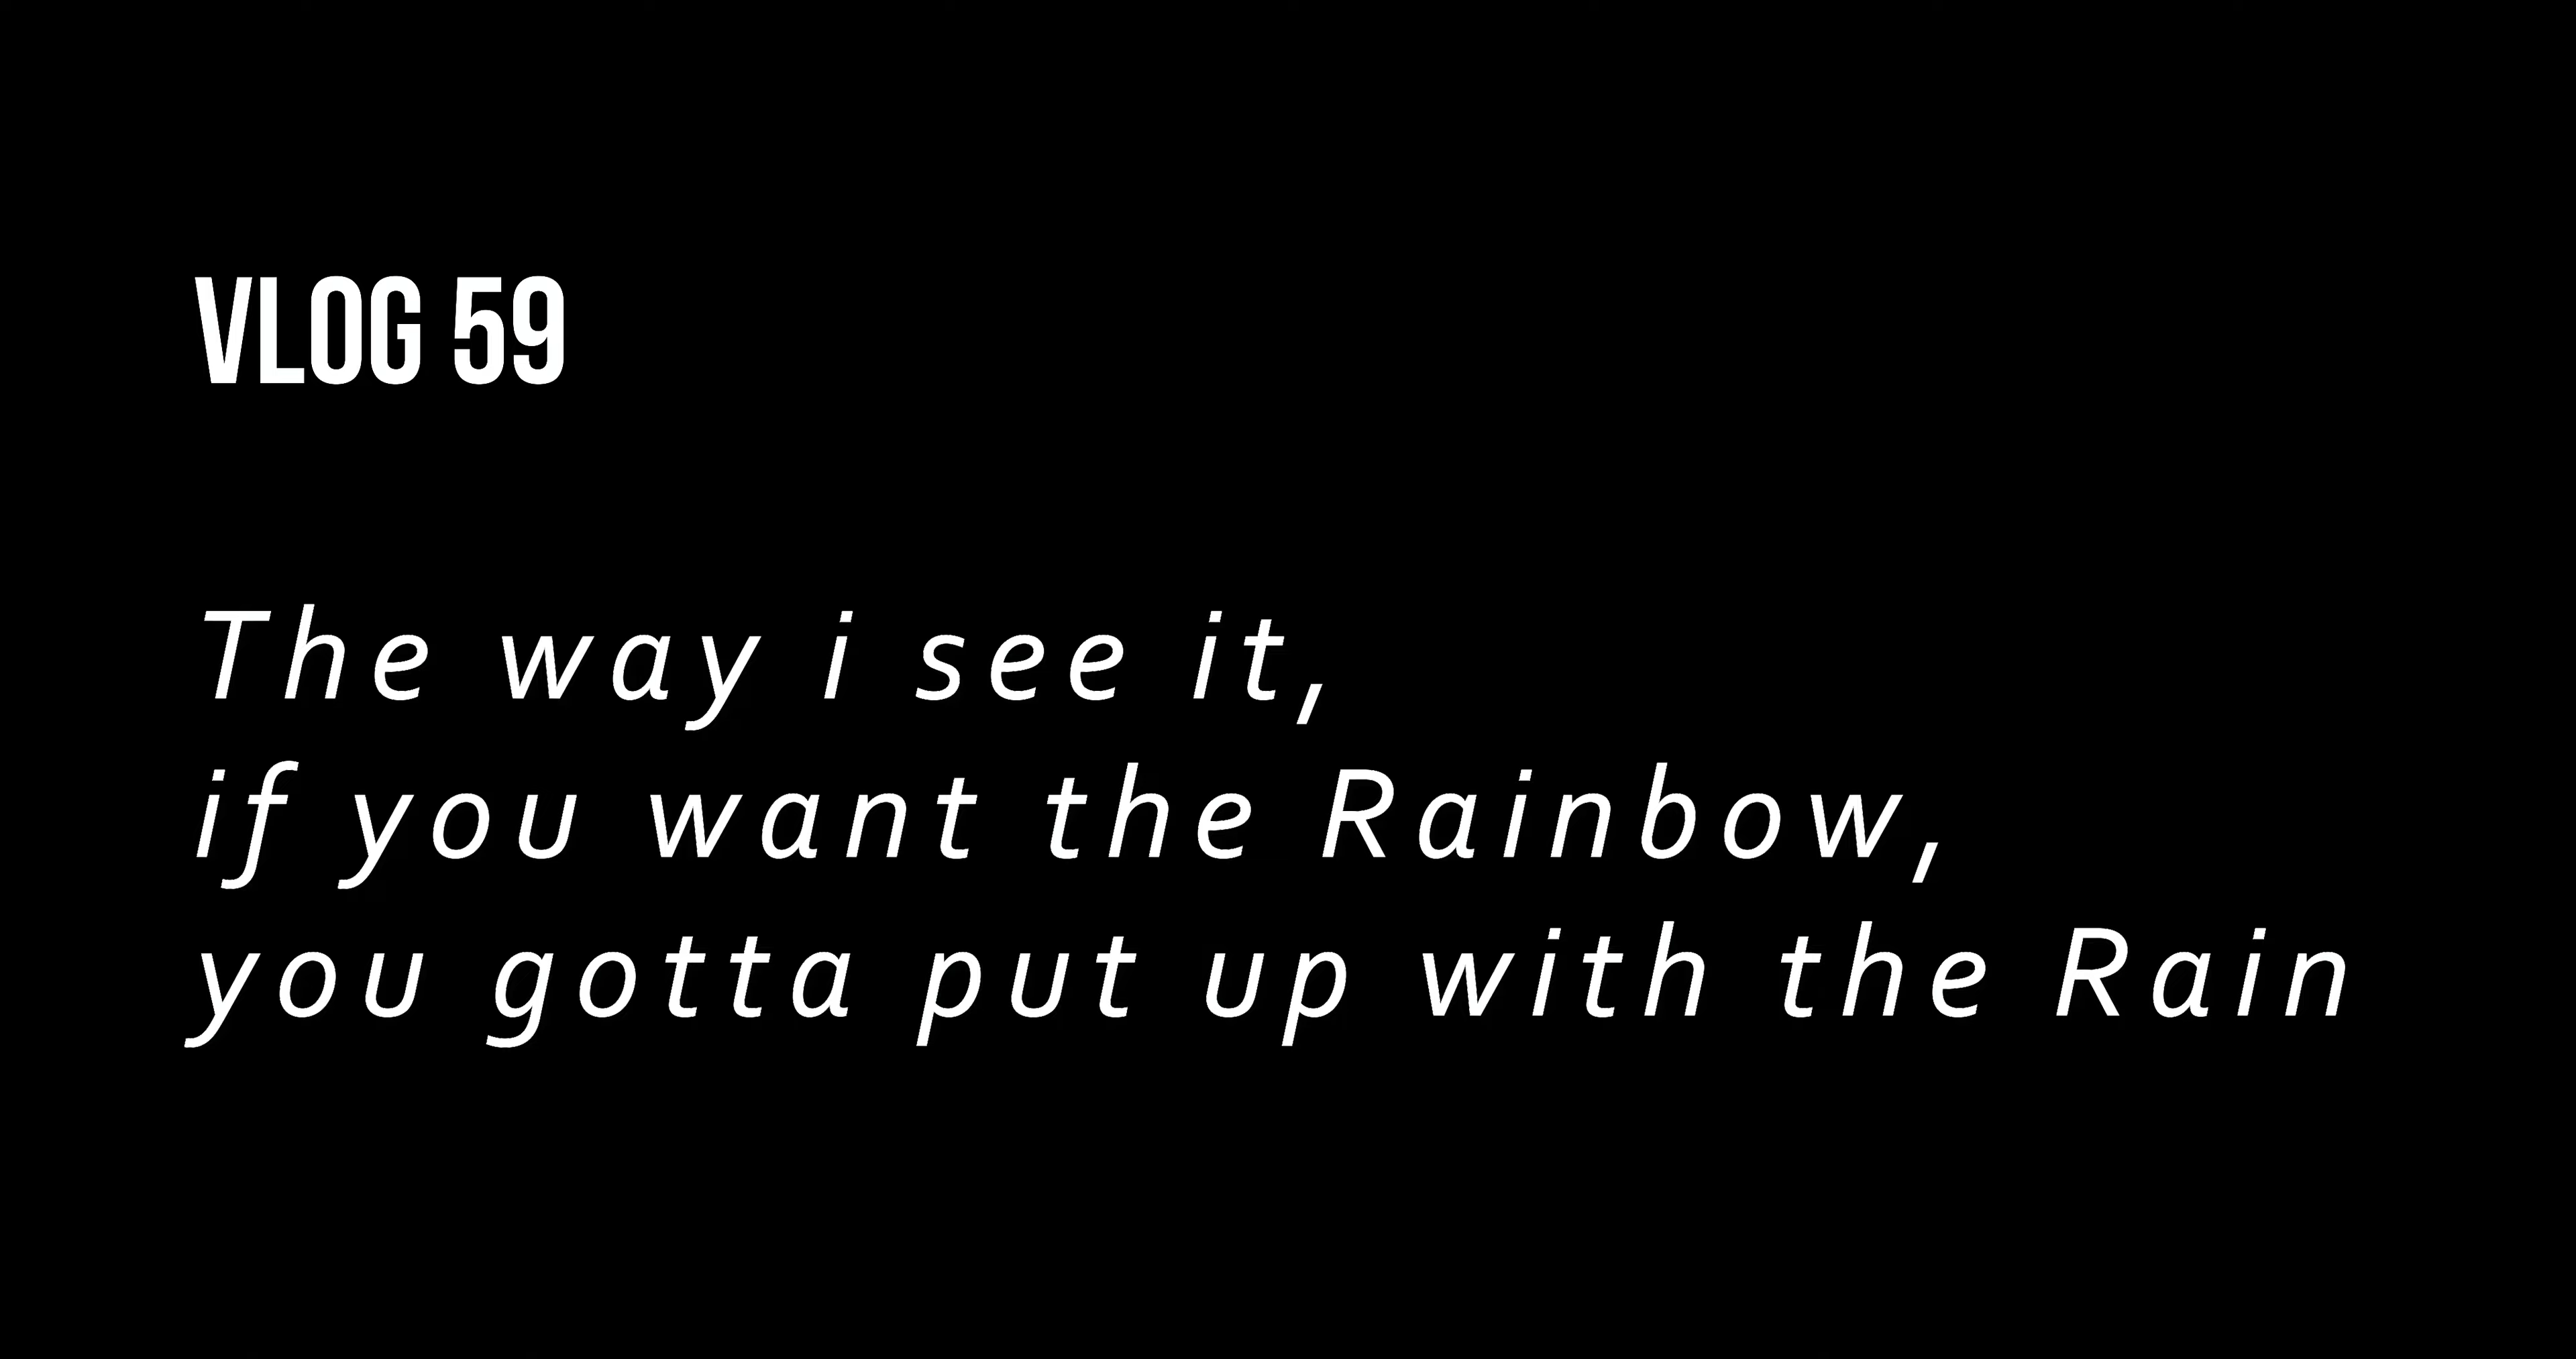 VLOG 59
The way i see it,
if you want the Rainbow,
you gotta put up with the Rain